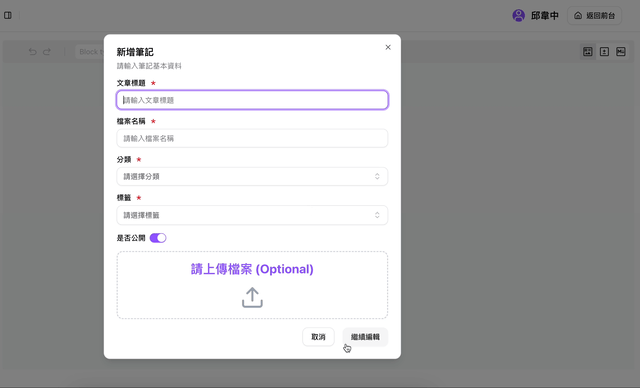 邱韋中
返回前台
Block
新增筆記
請輸入筆記基本資料
文章標題 *
請輸入文章標題
檔案名稱 *
請輸入檔案名稱
分類 *
請選擇分類
標籤 *
請選擇標籤
是否公開
請上傳檔案 (Optional)
取消
繼續編輯